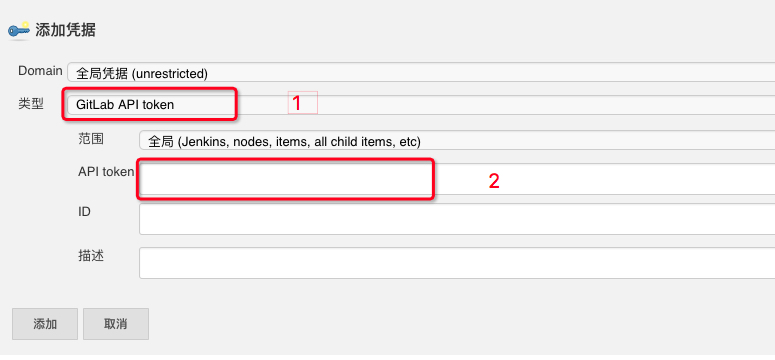 添加凭据
Domain 全局凭据 (unrestricted)
类型 GitLab API token 1
范围 全局 (Jenkins, nodes, items, all child items, etc)
API token 2
ID
描述
添加 取消